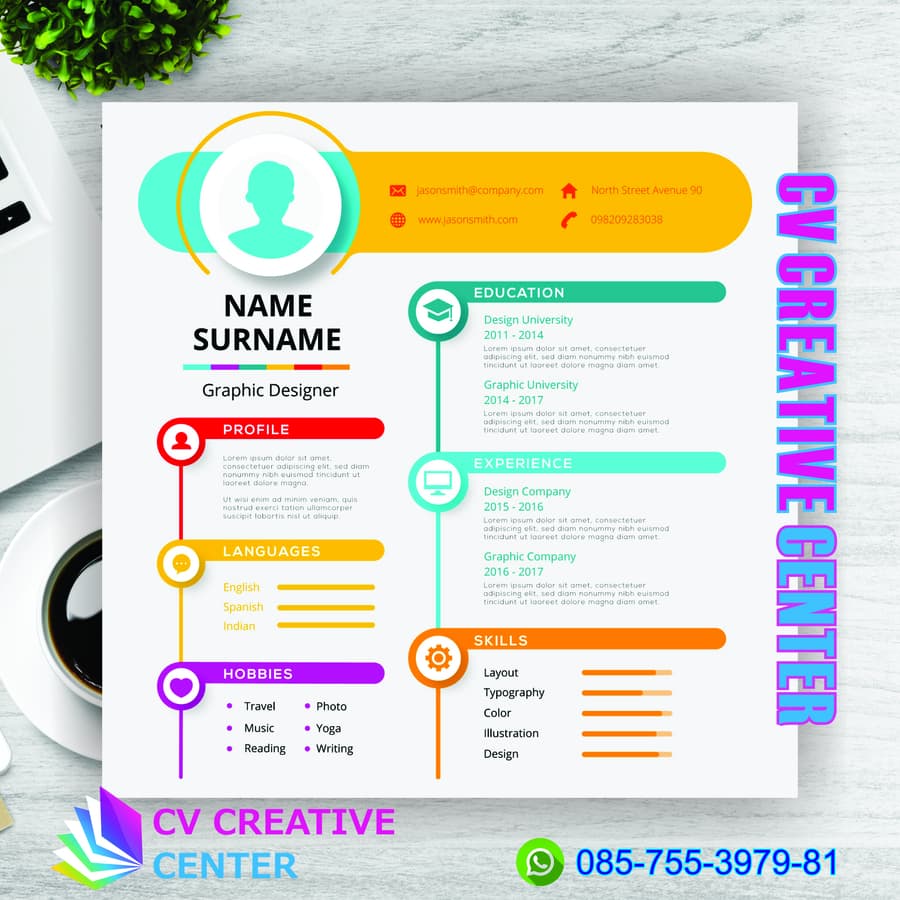 jasonsmith@company.com
North Street Avenue 90
www.jasonsmith.com
098209283038
NAME
SURNAME
Graphic Designer
PROFILE
Lorem ipsum dolor sit amet,
consectetuer adipiscing elit, sed
diam nonummy nibh euismod
laoreet dolore magna.
Ut wisi enim ad minim veniam, quis
nostrud exerci tation ullamcorper
suscipit lobortis nisl ut aliquip.
LANGUAGES
English
Spanish
Indian
HOBBIES
Travel
Photo
Music
Yoga
Reading
Writing
EDUCATION
Design University
2011 - 2014
Lorem ipsum dolor sit amet, consectetuer
adipiscing elit, sed diam nonummy nibh euismod
tincidunt ut laoreet dolore magna diam amet.
Graphic University
2014 - 2017
Lorem ipsum dolor sit amet, consectetuer
adipiscing elit, sed diam nonummy nibh euismod
tincidunt ut laoreet dolore magna diam amet.
EXPERIENCE
Design Company
2015 - 2016
Lorem ipsum dolor sit amet, consectetuer
adipiscing elit, sed diam nonummy nibh euismod
tincidunt ut laoreet dolore magna diam amet.
Graphic Company
2016 - 2017
Lorem ipsum dolor sit amet, consectetuer
adipiscing elit, sed diam nonummy nibh euismod
tincidunt ut laoreet dolore magna diam amet.
SKILLS
Layout
Typography
Color
Illustration
Design
CV CREATIVE CENTER
CV CREATIVE
CENTER
085-755-3979-81